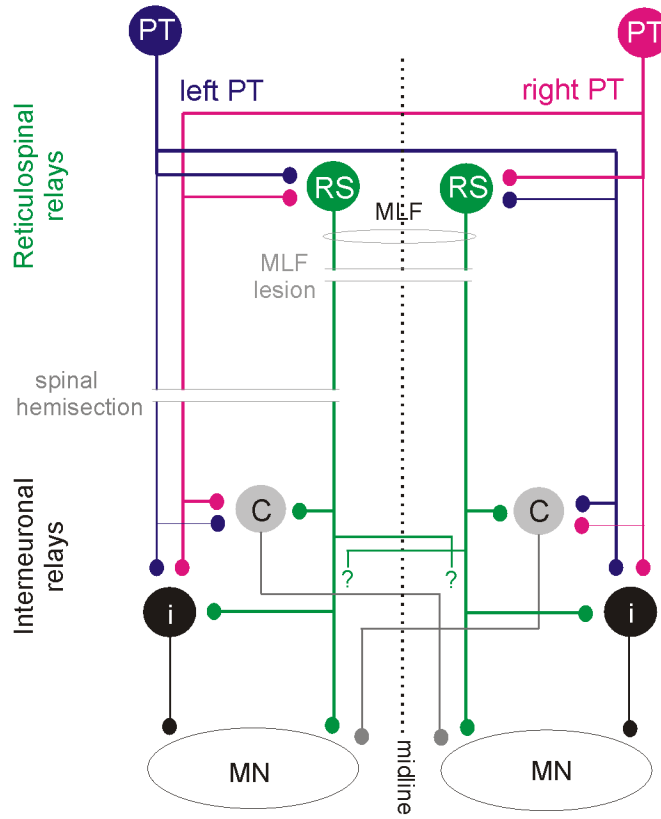 PT
PT
left PT
right PT
Reticulospinal
relays
RS
RS
MLF
MLF
lesion
spinal
hemisection
Interneuronal
relays
C
C
?
?
i
i
MN
MN
midline